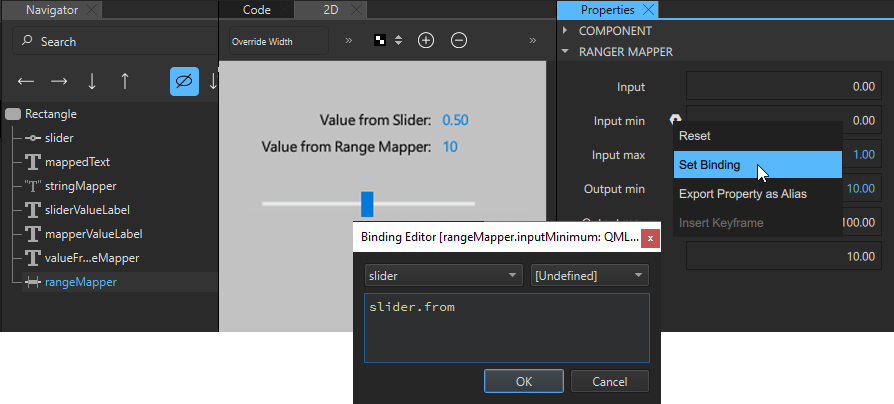 Navigator
Search
Rectangle
slider
mappedText
"T" stringMapper
sliderValueLabel
mapperValueLabel
valueFr...eMapper
rangeMapper
Code
2D
Override Width
Value from Slider: 0.50
Value from Range Mapper: 10
Properties
COMPONENT
RANGER MAPPER
Input 0.00
Input min 0.00
Input max 1.00
Output min 10.00
100.00
10.00
Reset
Set Binding
Export Property as Alias
Insert Keyframe
Binding Editor [rangeMapper.inputMinimum: QML... x
slider [Undefined]
slider.from
OK Cancel